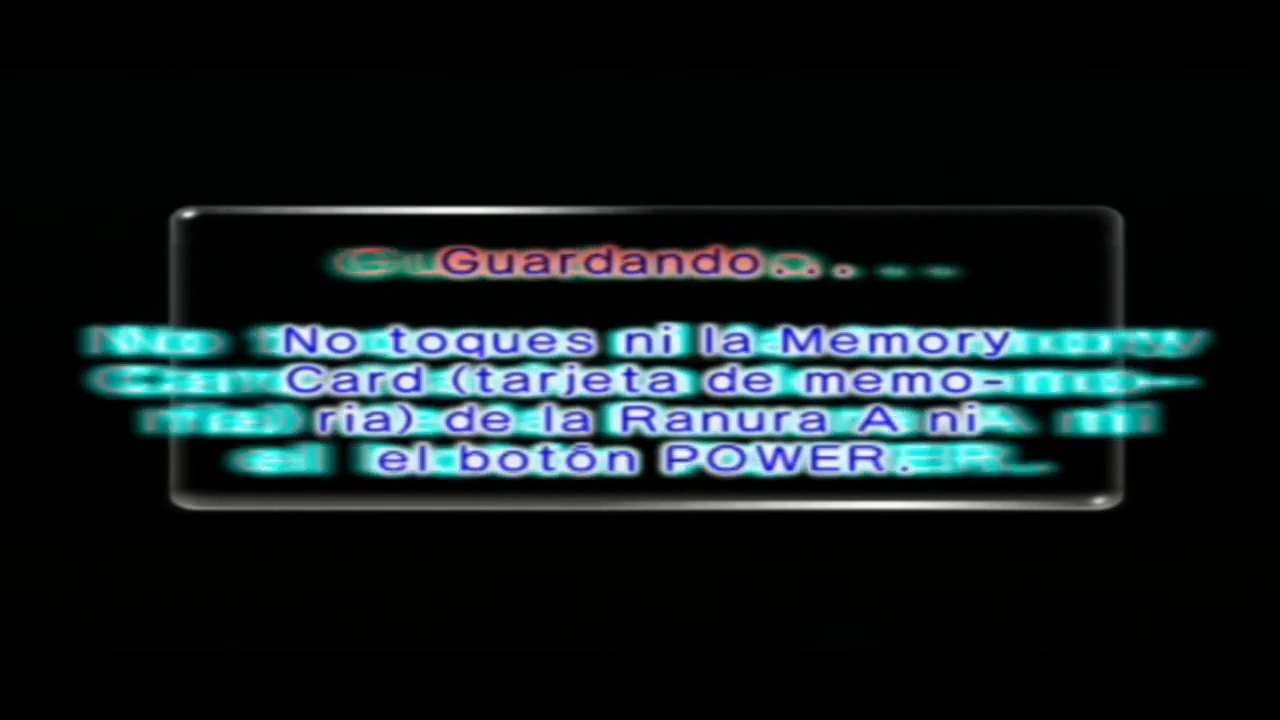 Guardando...
No toques ni la Memory
Card (tarjeta de memo-
ria) de la Ranura A ni
el botón POWER.